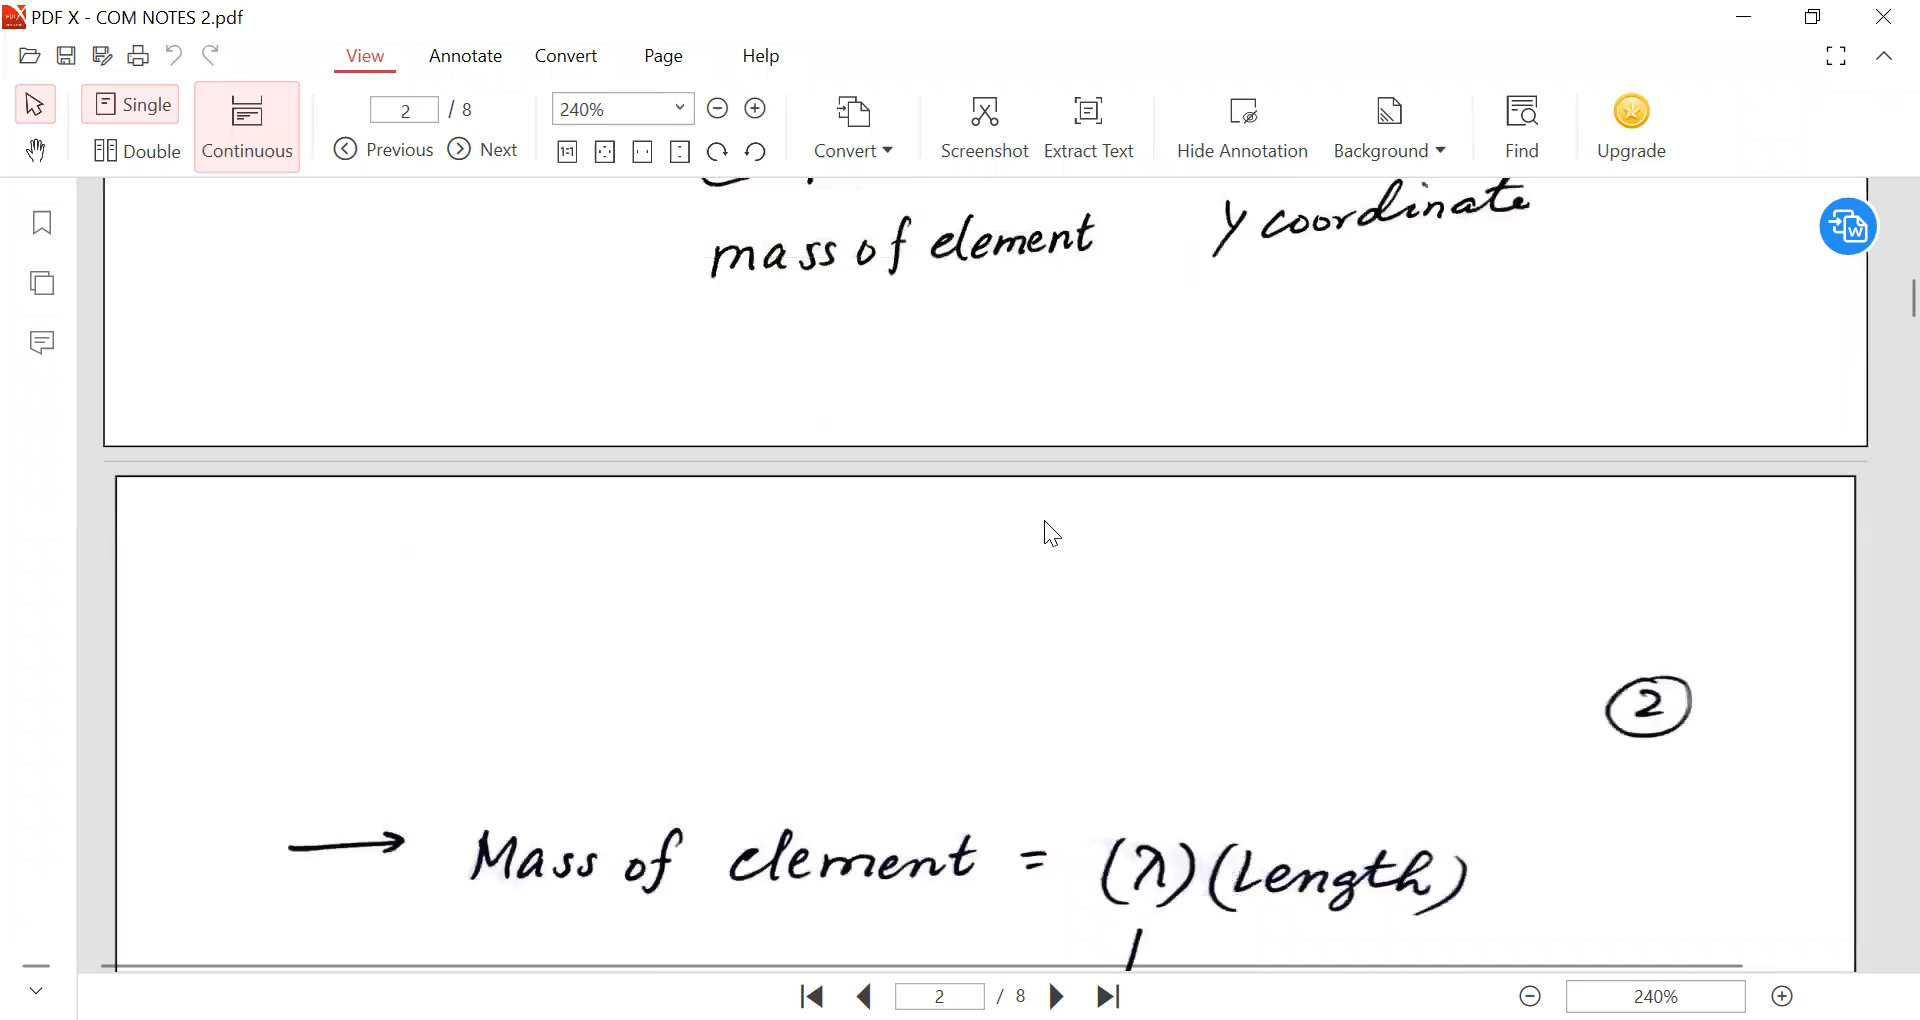 PDF X - COM NOTES 2.pdf
View Annotate Convert Page Help
Single
2 / 8
240%
Double
Continuous
Previous Next
Convert
Screenshot Extract Text
Hide Annotation Background
Find
Upgrade
mass of element
y coordinate
2
Mass of element = (λ)(Length)
2 / 8
240%